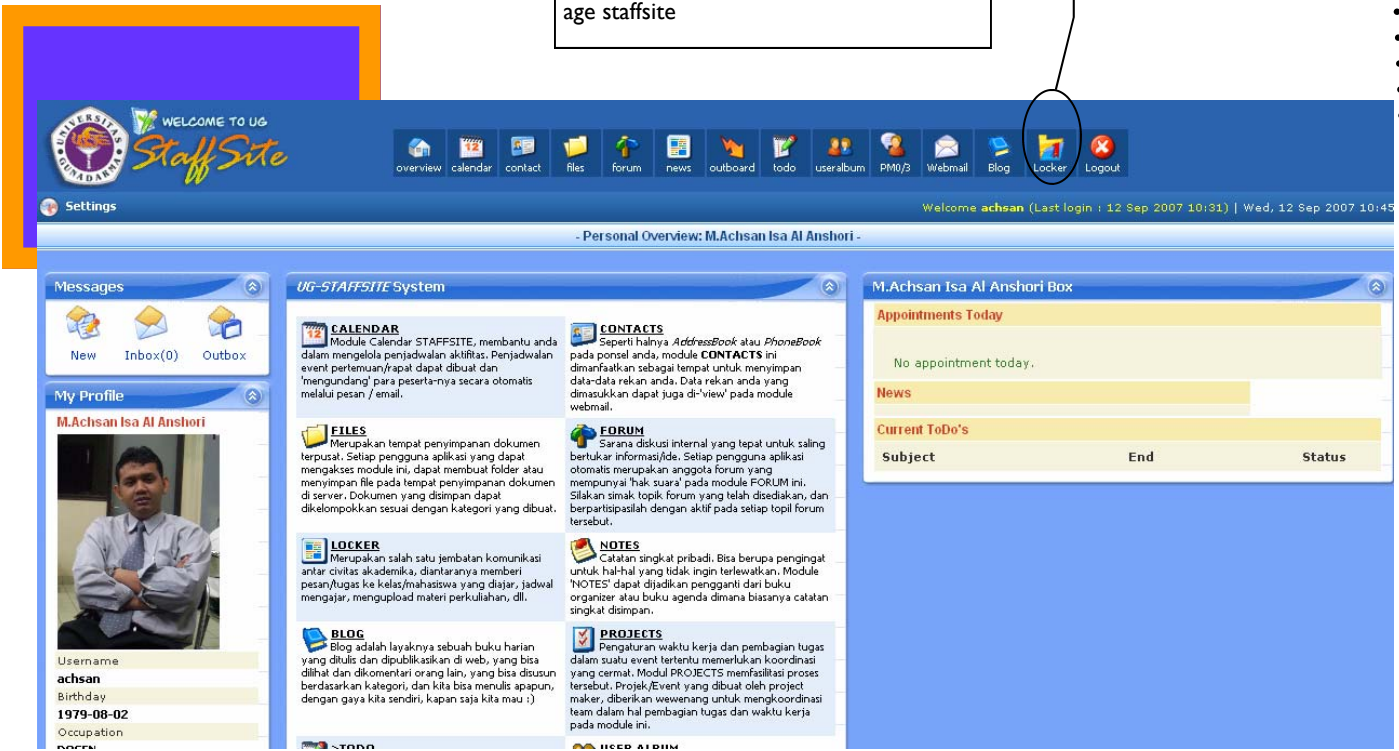 age staffsite
UNIVERSITAS GUNADARMA
WELCOME TO UG
StaffSite
overview calendar contact files forum news outboard todo useralbum PM0/3 Webmail Blog Locker Logout
Settings
Welcome achsan (Last login : 12 Sep 2007 10:31) | Wed, 12 Sep 2007 10:45
- Personal Overview: M.Achsan Isa Al Anshori -
Messages
New Inbox(0) Outbox
My Profile
M.Achsan Isa Al Anshori
Username
achsan
Birthday
1979-08-02
Occupation
DOSEN
UG-STAFFSITE System
CALENDAR
Module Calendar STAFFSITE, membantu anda
dalam mengelola penjadwalan aktifitas. Penjadwalan
event pertemuan/rapat dapat dibuat dan
'mengundang' para peserta-nya secara otomatis
melalui pesan / email.
CONTACTS
Seperti halnya AddressBook atau PhoneBook
pada ponsel anda, module CONTACTS ini
dimanfaatkan sebagai tempat untuk menyimpan
data-data rekan anda. Data rekan anda yang
dimasukkan dapat juga di-'view' pada module
webmail.
FILES
Merupakan tempat penyimpanan dokumen
terpusat. Setiap pengguna aplikasi yang dapat
mengakses module ini, dapat membuat folder atau
menyimpan file pada tempat penyimpanan dokumen
di server. Dokumen yang disimpan dapat
dikelompokkan sesuai dengan kategori yang dibuat.
FORUM
Sarana diskusi internal yang tepat untuk saling
bertukar informasi/ide. Setiap pengguna aplikasi
otomatis merupakan anggota forum yang
mempunyai 'hak suara' pada module FORUM ini.
Silakan simak topik forum yang telah disediakan, dan
berpartisipasilah dengan aktif pada setiap topil forum
tersebut.
LOCKER
Merupakan salah satu jembatan komunikasi
antar civitas akademika, diantaranya memberi
pesan/tugas ke kelas/mahasiswa yang diajar, jadwal
mengajar, mengupload materi perkuliahan, dll.
NOTES
Catatan singkat pribadi. Bisa berupa pengingat
untuk hal-hal yang tidak ingin terlewatkan. Module
'NOTES' dapat dijadikan pengganti dari buku
organizer atau buku agenda dimana biasanya catatan
singkat disimpan.
BLOG
Blog adalah layaknya sebuah buku harian
yang ditulis dan dipublikasikan di web, yang bisa
dilihat dan dikomentari orang lain, yang bisa disusun
berdasarkan kategori, dan kita bisa menulis apapun,
dengan gaya kita sendiri, kapan saja kita mau :)
PROJECTS
Pengaturan waktu kerja dan pembagian tugas
dalam suatu event tertentu memerlukan koordinasi
yang cermat. Modul PROJECTS memfasilitasi proses
tersebut. Projek/Event yang dibuat oleh project
maker, diberikan wewenang untuk mengkoordinasi
team dalam hal pembagian tugas dan waktu kerja
pada module ini.
>TODO
USER ALBUM
M.Achsan Isa Al Anshori Box
Appointments Today
No appointment today.
News
Current ToDo's
Subject End Status